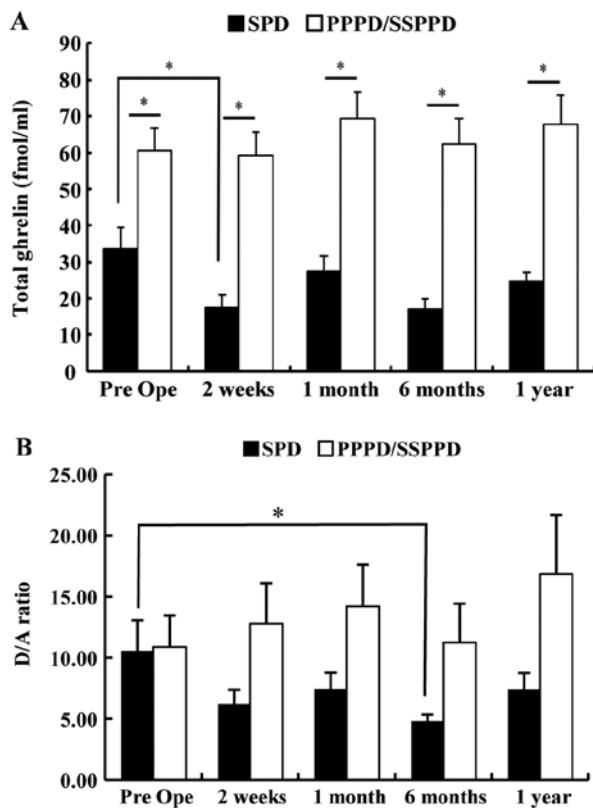 A
SPD PPPD/SSPPD
Total ghrelin (fmol/ml)
90
80
70
60
50
40
30
20
10
0
* * * * * *
Pre Ope 2 weeks 1 month 6 months 1 year
B
SPD PPPD/SSPPD
D/A ratio
25.00
20.00
15.00
10.00
5.00
0.00
*
Pre Ope 2 weeks 1 month 6 months 1 year